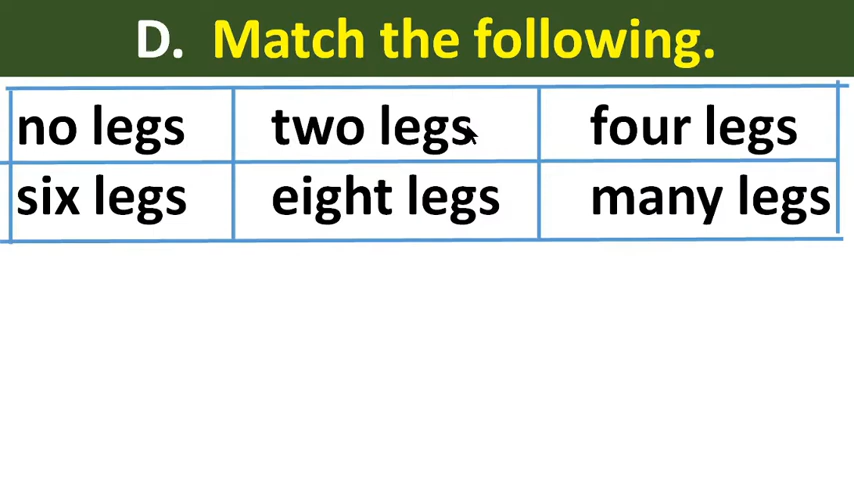 D. Match the following.
no legs two legs four legs
six legs eight legs many legs